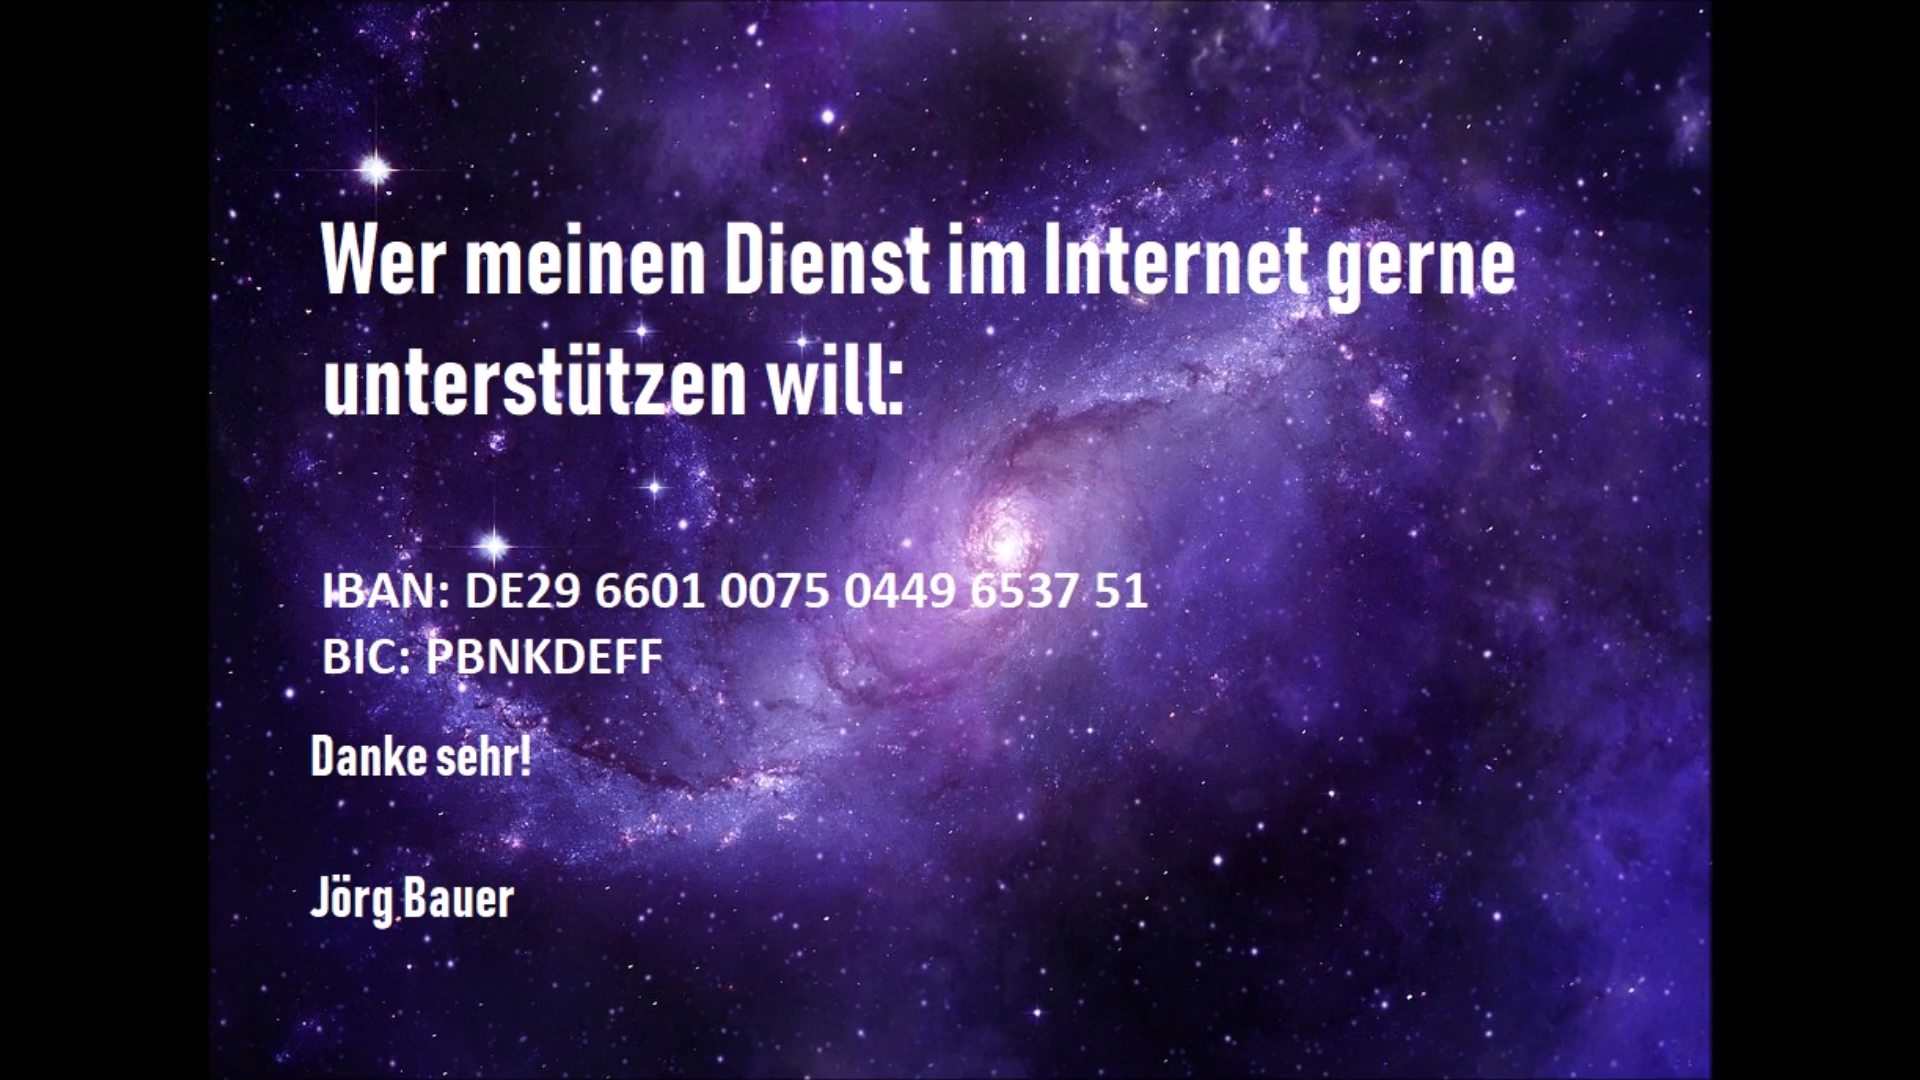 Wer meinen Dienst im Internet gerne
unterstützen will:
IBAN: DE29 6601 0075 0449 6537 51
BIC: PBNKDEFF
Danke sehr!
Jörg Bauer